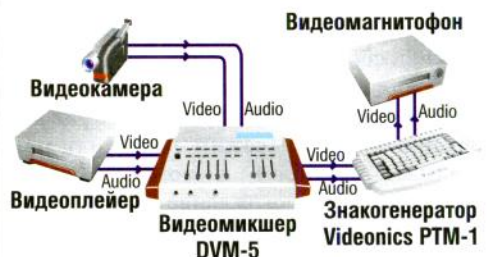 Видеомагнитофон
Видеокамера
Video Audio
Video Audio
Video
Audio
Видеоплейер
Video
Audio
Видеомикшер
DVM-5
Знакогенератор
Videonics PTM-1